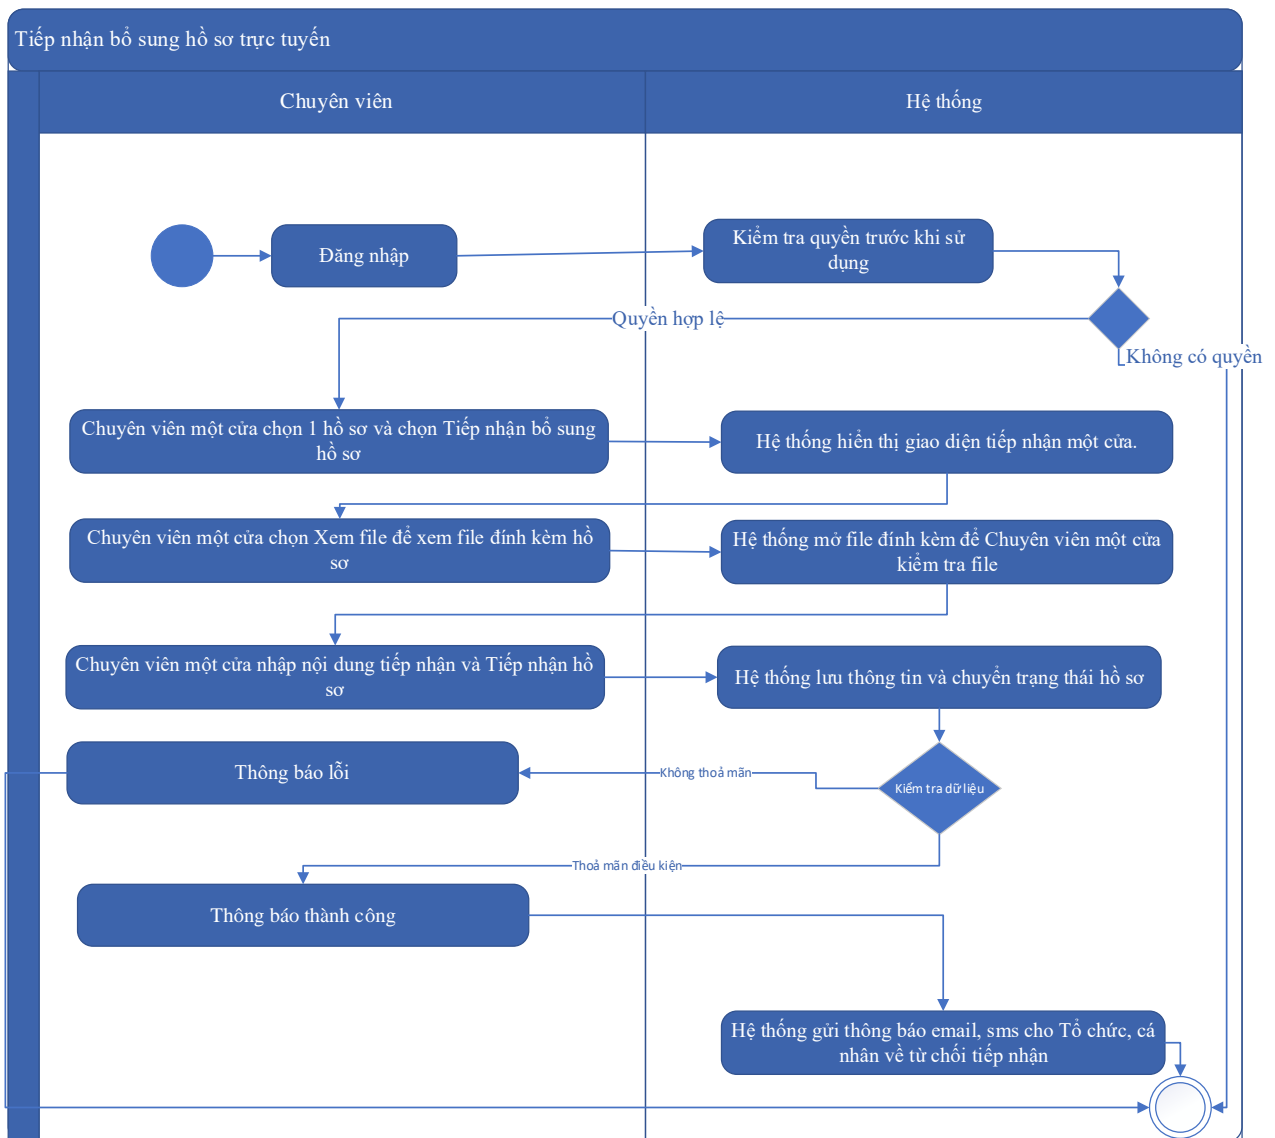 Tiếp nhận bổ sung hồ sơ trực tuyến
Chuyên viên
Hệ thống
Đăng nhập
Kiểm tra quyền trước khi sử
dụng
Quyền hợp lệ
Không có quyền
Chuyên viên một cửa chọn 1 hồ sơ và chọn Tiếp nhận bổ sung
hồ sơ
Hệ thống hiển thị giao diện tiếp nhận một cửa.
Chuyên viên một cửa chọn Xem file để xem file đính kèm hồ
sơ
Hệ thống mở file đính kèm để Chuyên viên một cửa
kiểm tra file
Chuyên viên một cửa nhập nội dung tiếp nhận và Tiếp nhận hồ
sơ
Hệ thống lưu thông tin và chuyển trạng thái hồ sơ
Thông báo lỗi
Không thoả mãn
Kiểm tra dữ liệu
Thoả mãn điều kiện
Thông báo thành công
Hệ thống gửi thông báo email, sms cho Tổ chức, cá
nhân về từ chối tiếp nhận